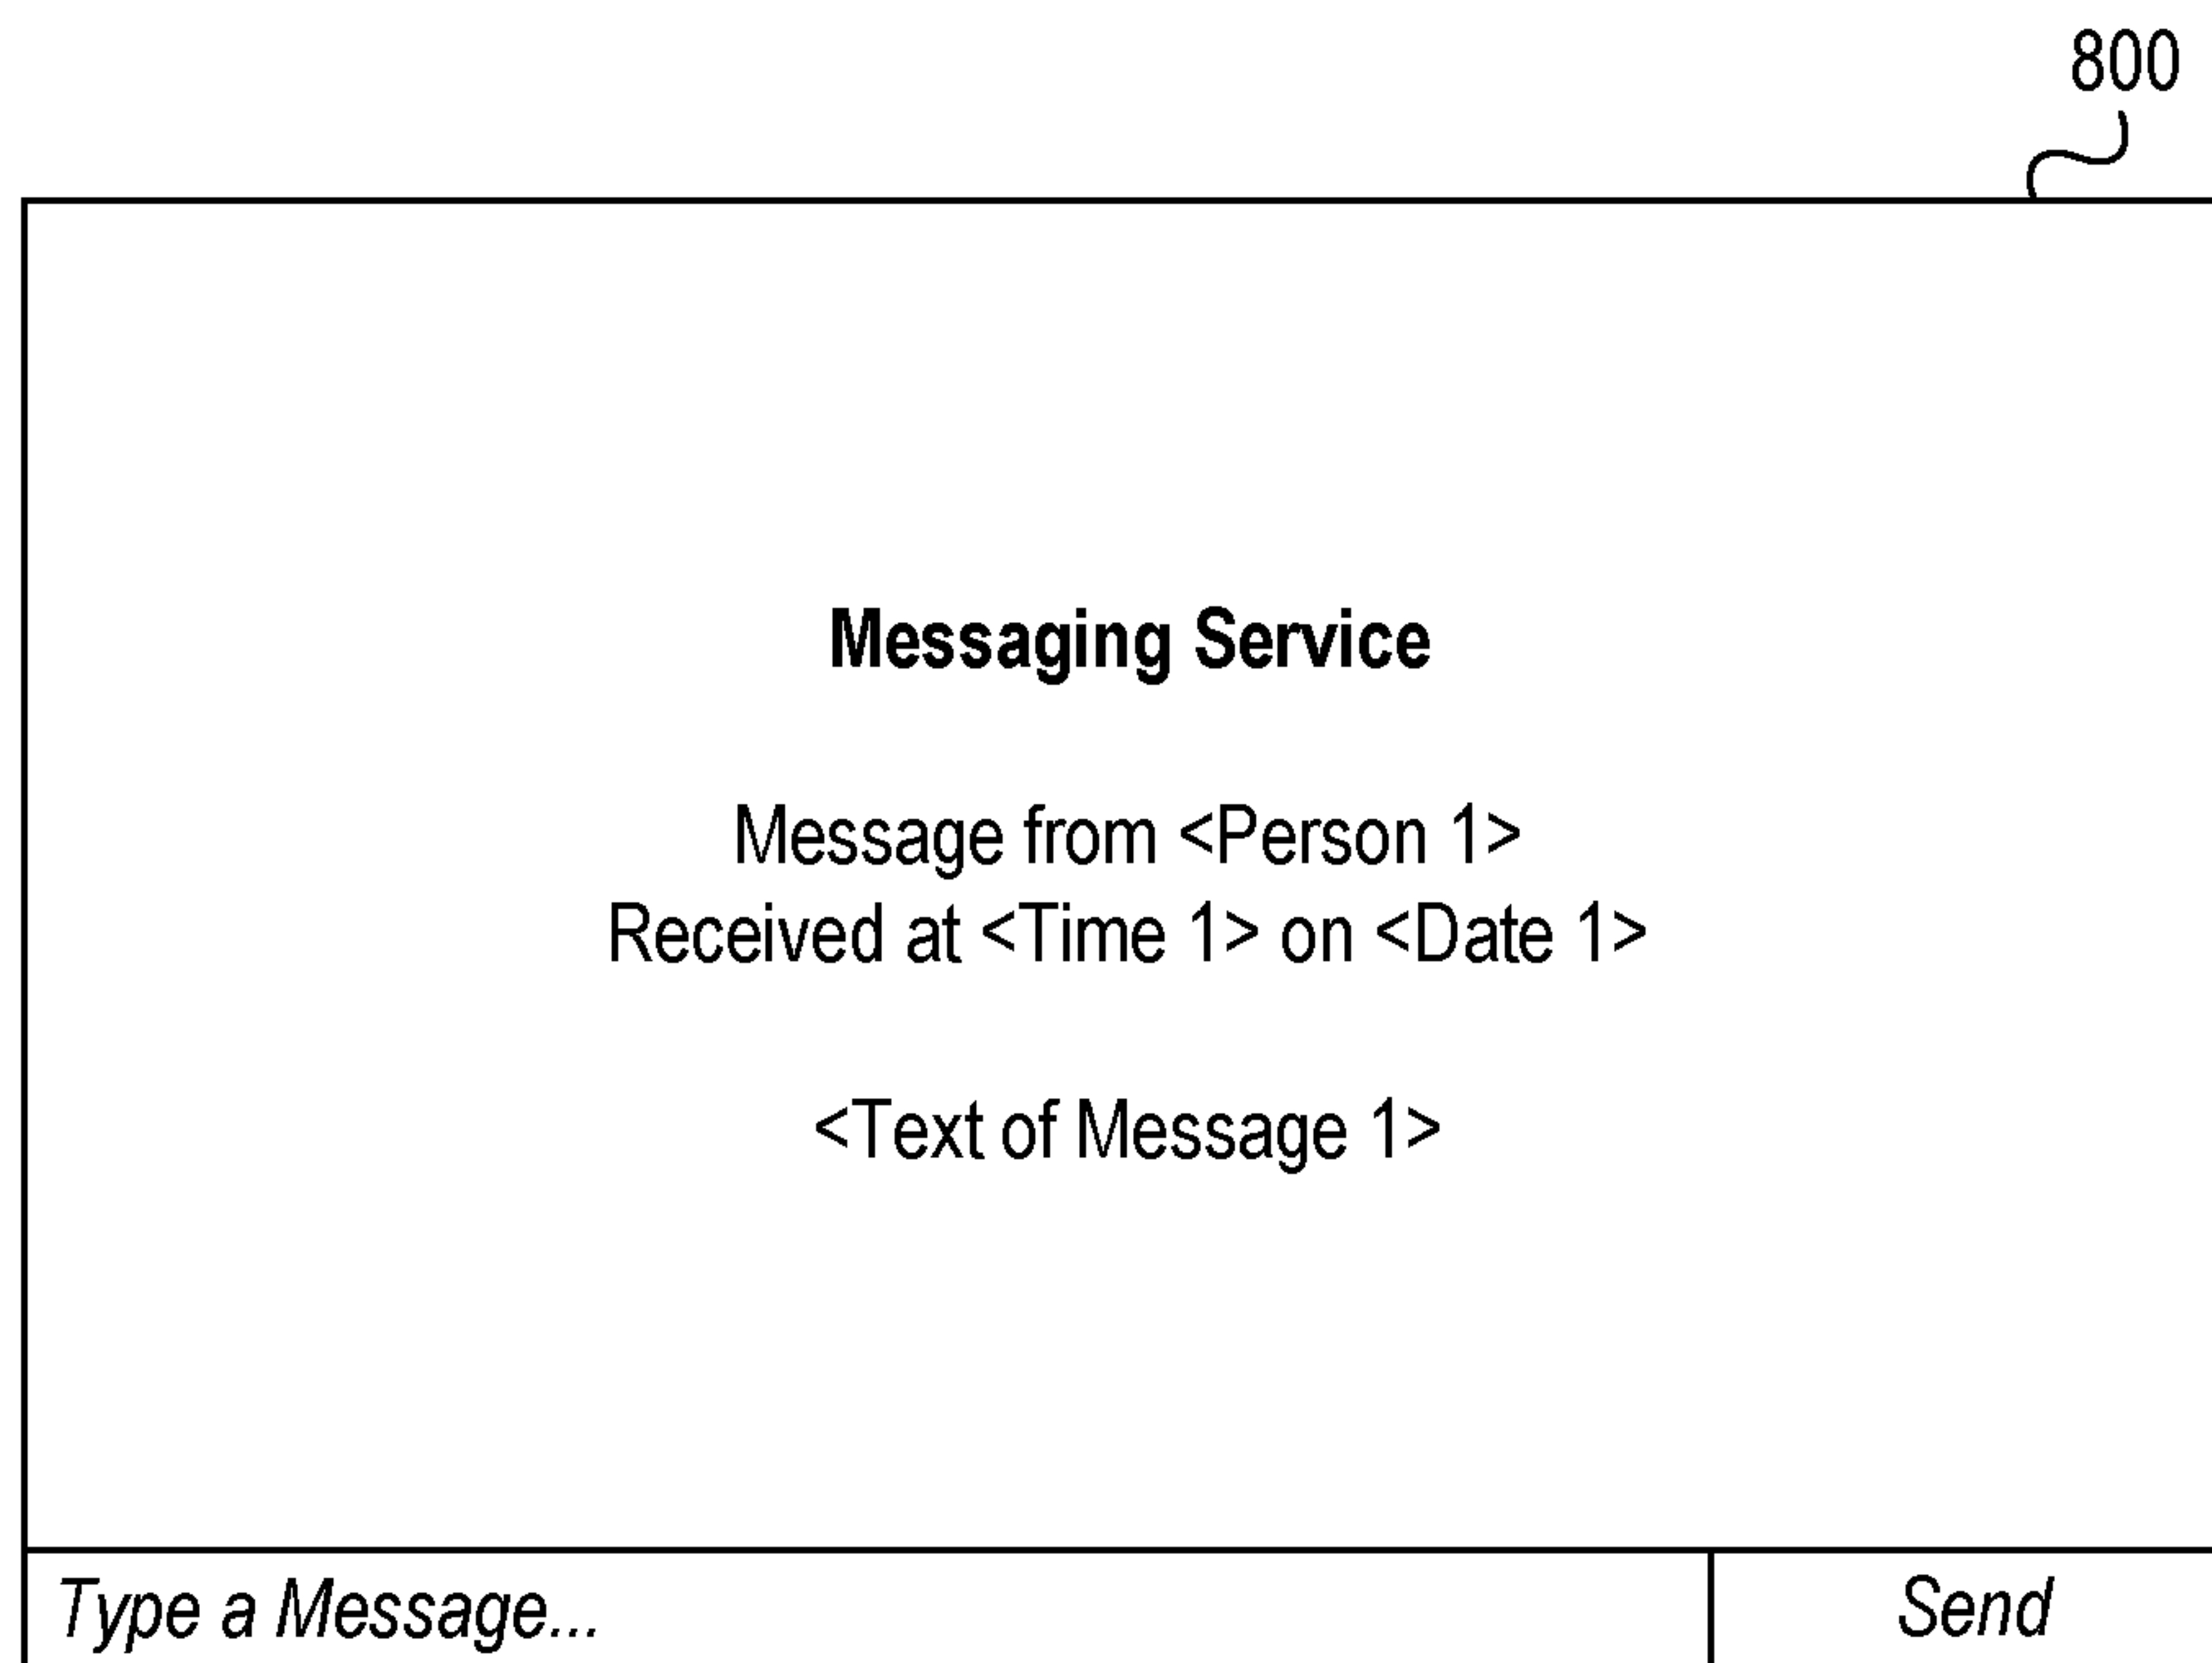 800
Messaging Service
Message from <Person 1>
Received at <Time 1> on <Date 1>
<Text of Message 1>
Type a Message...
Send